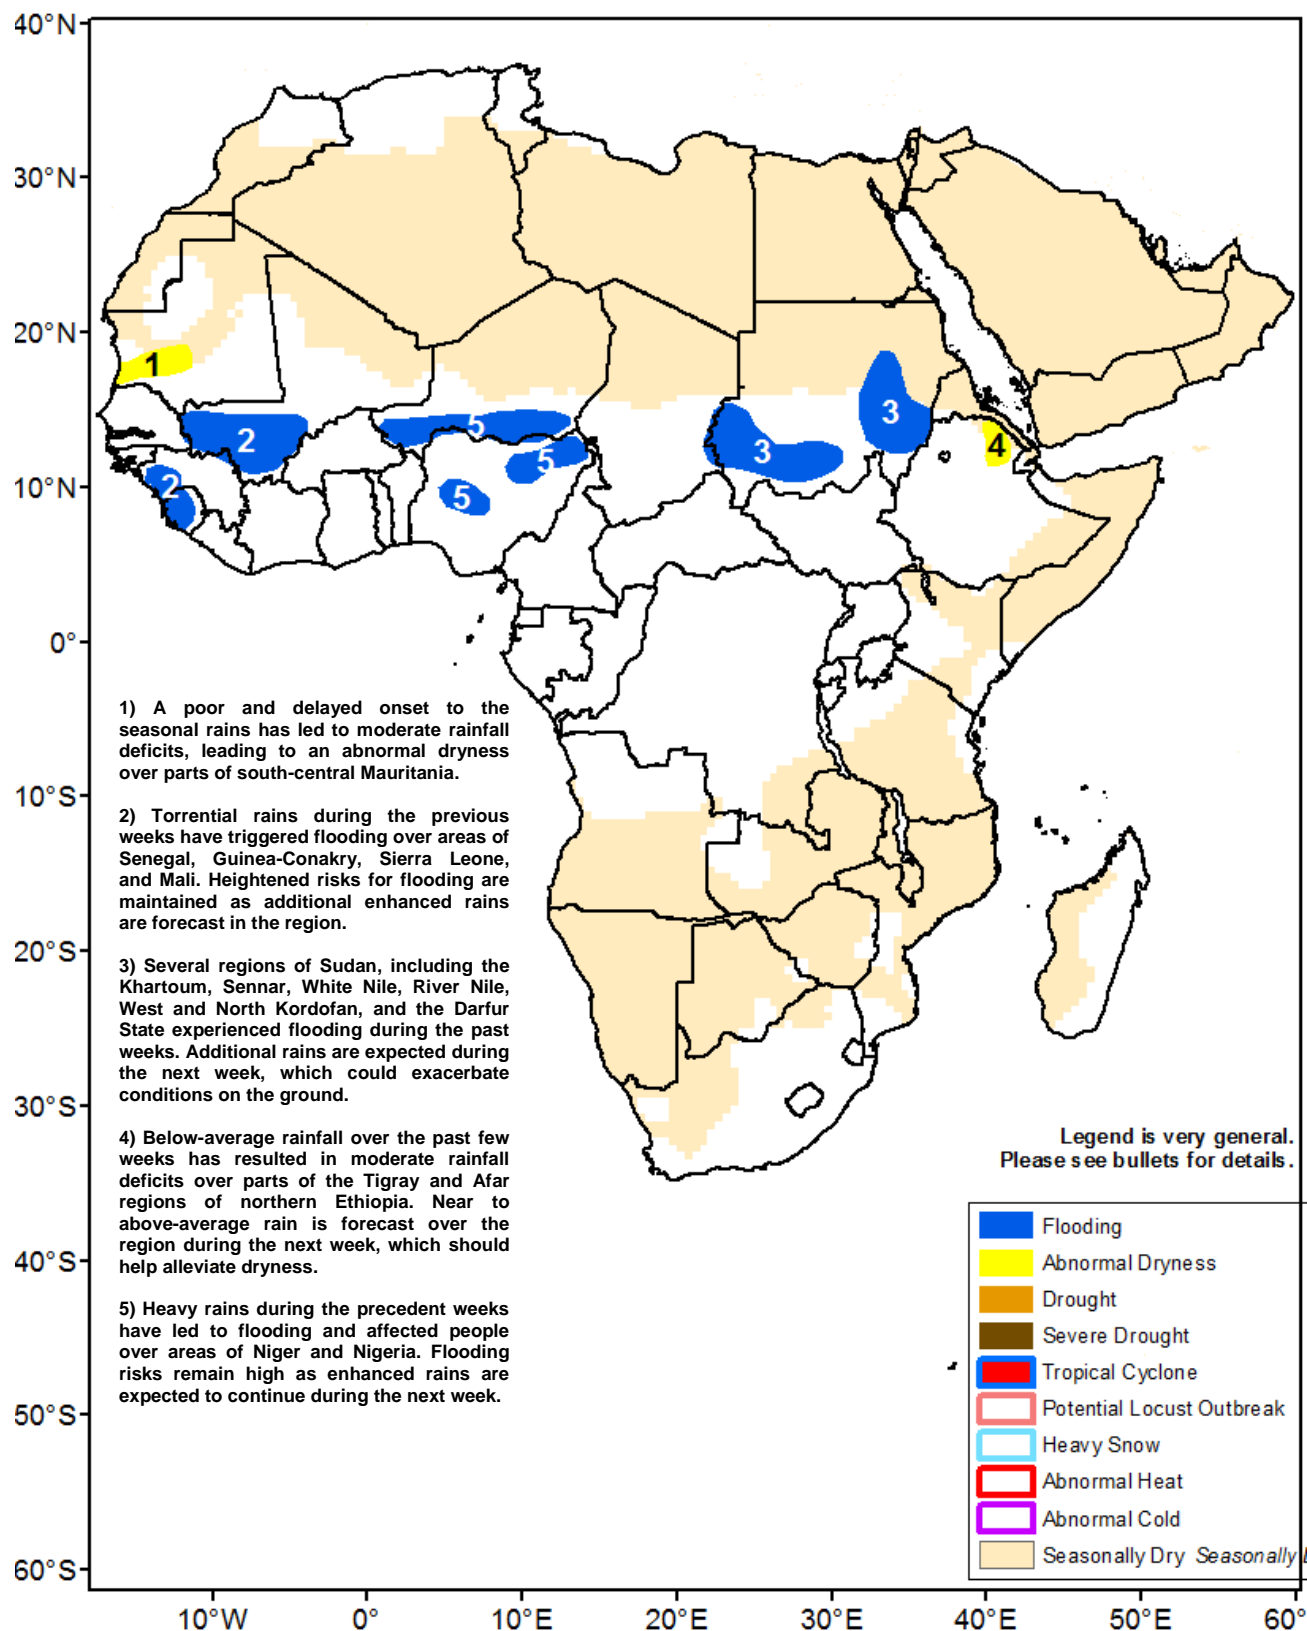 40°N
30°N
20°N
10°N
0°
10°S
20°S
30°S
40°S
50°S
60°S
1
2
2
5
5
5
3
3
4
1) A poor and delayed onset to the
seasonal rains has led to moderate rainfall
deficits, leading to an abnormal dryness
over parts of south-central Mauritania.
2) Torrential rains during the previous
weeks have triggered flooding over areas of
Senegal, Guinea-Conakry, Sierra Leone,
and Mali. Heightened risks for flooding are
maintained as additional enhanced rains
are forecast in the region.
3) Several regions of Sudan, including the
Khartoum, Sennar, White Nile, River Nile,
West and North Kordofan, and the Darfur
State experienced flooding during the past
weeks. Additional rains are expected during
the next week, which could exacerbate
conditions on the ground.
4) Below-average rainfall over the past few
weeks has resulted in moderate rainfall
deficits over parts of the Tigray and Afar
regions of northern Ethiopia. Near to
above-average rain is forecast over the
region during the next week, which should
help alleviate dryness.
5) Heavy rains during the precedent weeks
have led to flooding and affected people
over areas of Niger and Nigeria. Flooding
risks remain high as enhanced rains are
expected to continue during the next week.
Legend is very general.
Please see bullets for details.
Flooding
Abnormal Dryness
Drought
Severe Drought
Tropical Cyclone
Potential Locust Outbreak
Heavy Snow
Abnormal Heat
Abnormal Cold
Seasonally Dry Seasonally
10°W 0° 10°E 20°E 30°E 40°E 50°E 60°